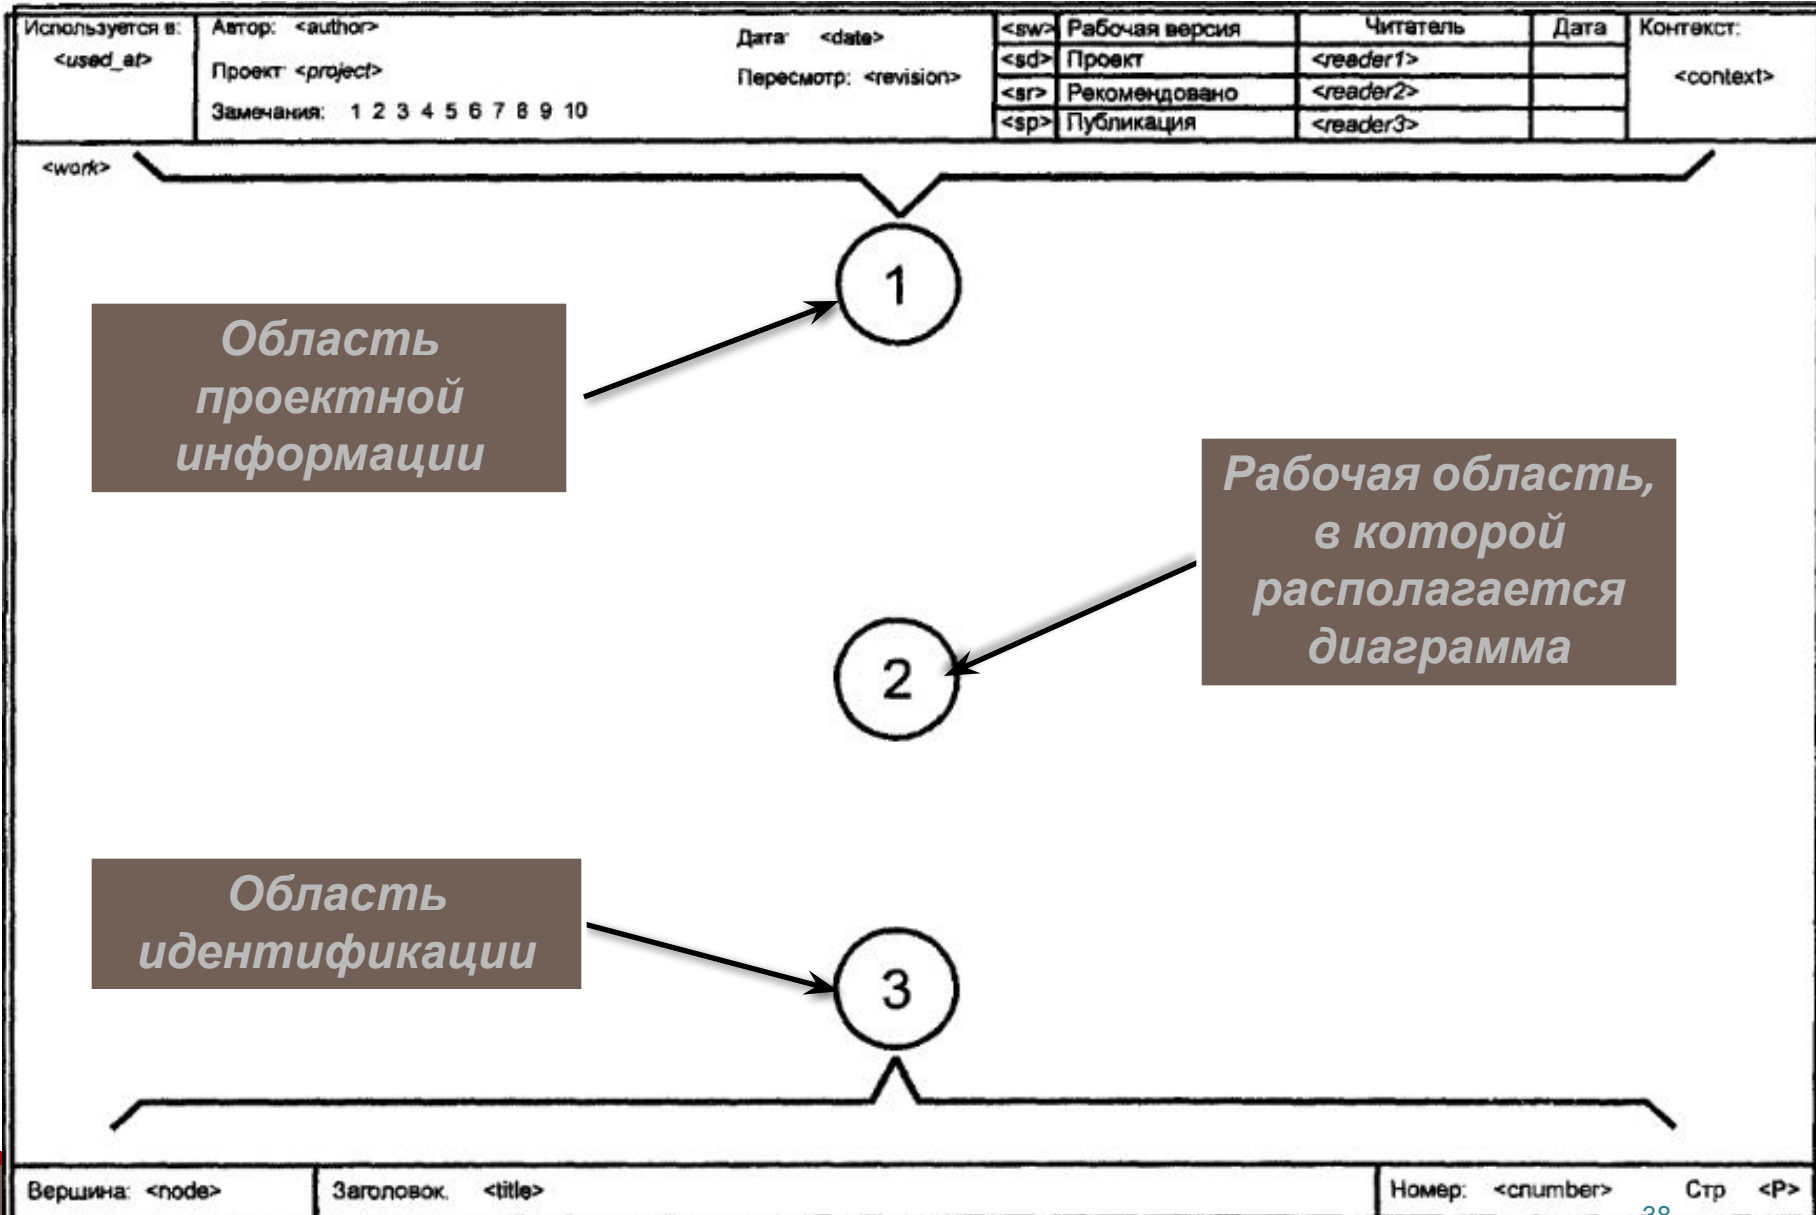 Используется в: Автор: <author> Дата: <date> <sw> Рабочая версия Читатель Дата Контекст:
<used_at> Проект: <project> Пересмотр: <revision> <sd> Проект <reader1> <context>
<sr> Рекомендовано <reader2>
Замечания: 1 2 3 4 5 6 7 8 9 10 <sp> Публикация <reader3>
<work>
1
Область
проектной
информации
Рабочая область,
в которой
располагается
диаграмма
2
Область
идентификации
3
Вершина: <node> Заголовок. <title> Номер: <cnumber> Стр <P>
38